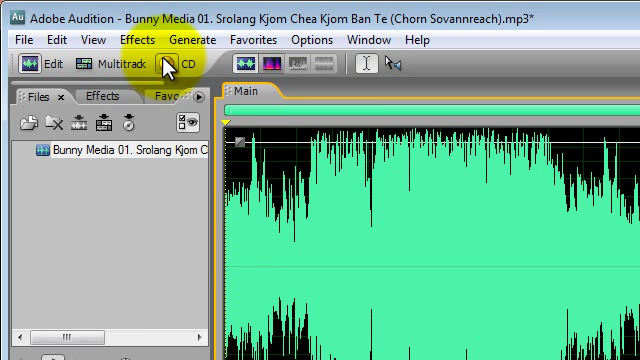 Au Adobe Audition - Bunny Media 01. Srolang Kjom Chea Kjom Ban Te (Chorn Sovannreach).mp3*
File Edit View Effects Generate Favorites Options Window Help
Edit Multitrack CD
Files x Effects Favo
Main
Bunny Media 01. Srolang Kjom C